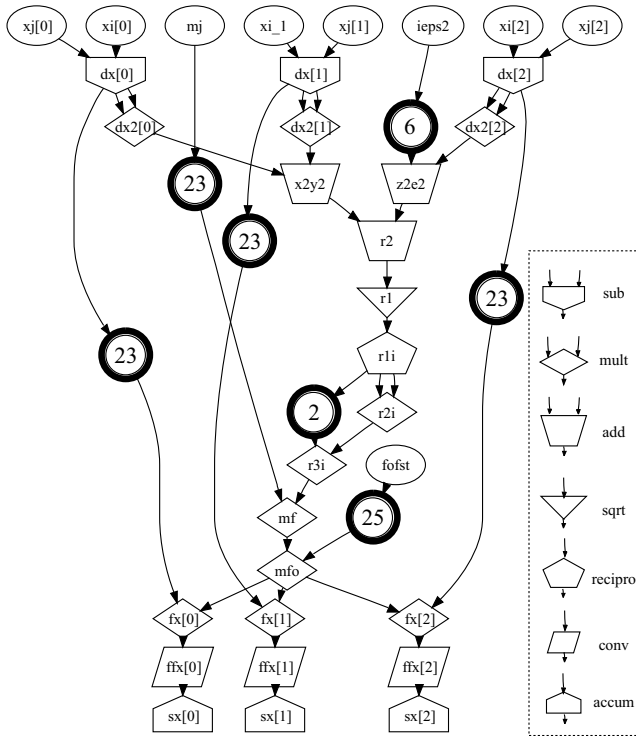 xj[0] xi[0] mj xi_1 xj[1] ieps2 xi[2] xj[2]
dx[0] dx[1] dx[2]
dx2[0] dx2[1] 6 dx2[2]
23 x2y2 z2e2
23 r2
23 r1 sub
23 r1i mult
2 r2i
r3i fofst add
mf 25 sqrt
mfo recipro
fx[0] fx[1] fx[2]
ffx[0] ffx[1] ffx[2] conv
sx[0] sx[1] sx[2] accum